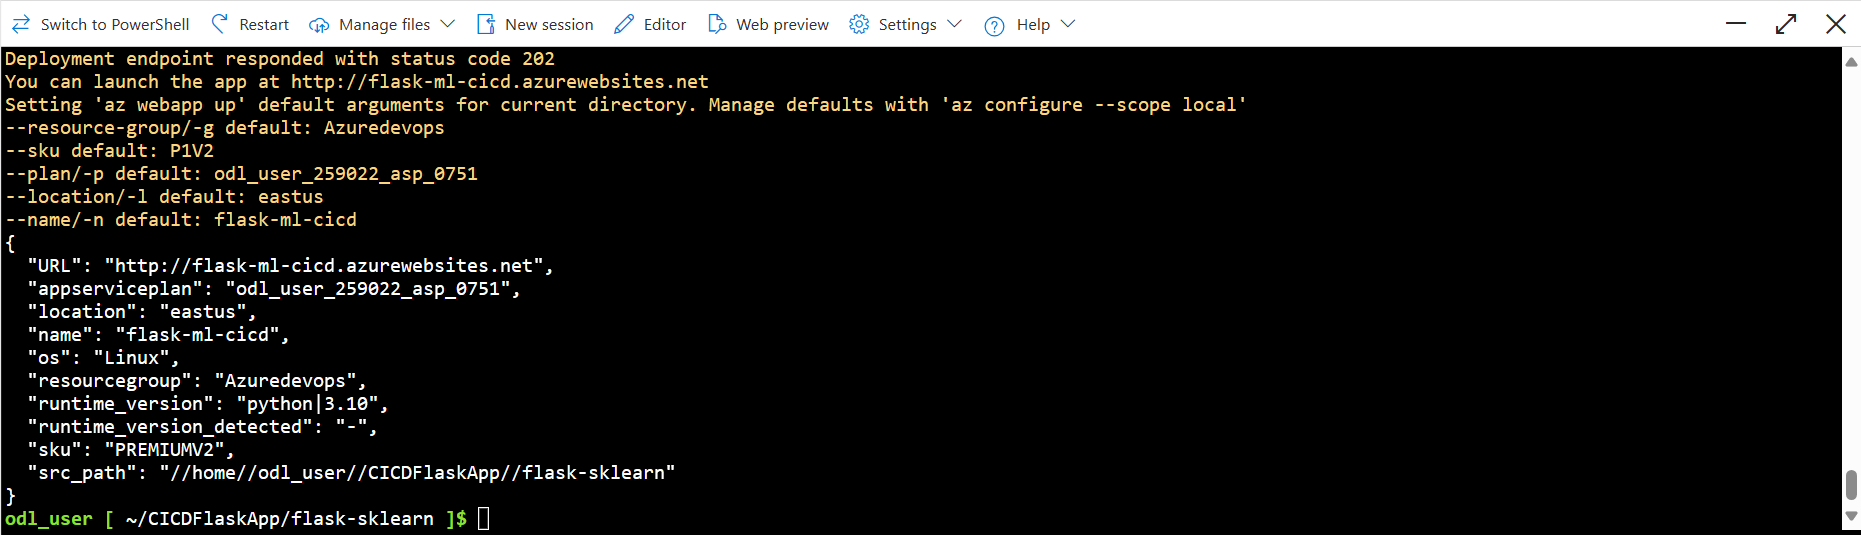 Switch to PowerShell Restart Manage files New session Editor Web preview Settings Help
Deployment endpoint responded with status code 202
You can launch the app at http://flask-ml-cicd.azurewebsites.net
Setting 'az webapp up' default arguments for current directory. Manage defaults with 'az configure --scope local'
--resource-group/-g default: Azuredevops
--sku default: P1V2
--plan/-p default: odl_user_259022_asp_0751
--location/-l default: eastus
--name/-n default: flask-ml-cicd
{
  "URL": "http://flask-ml-cicd.azurewebsites.net",
  "appserviceplan": "odl_user_259022_asp_0751",
  "location": "eastus",
  "name": "flask-ml-cicd",
  "os": "Linux",
  "resourcegroup": "Azuredevops",
  "runtime_version": "python|3.10",
  "runtime_version_detected": "-",
  "sku": "PREMIUMV2",
  "src_path": "//home//odl_user//CICDFlaskApp//flask-sklearn"
}
odl_user [ ~/CICDFlaskApp/flask-sklearn ]$